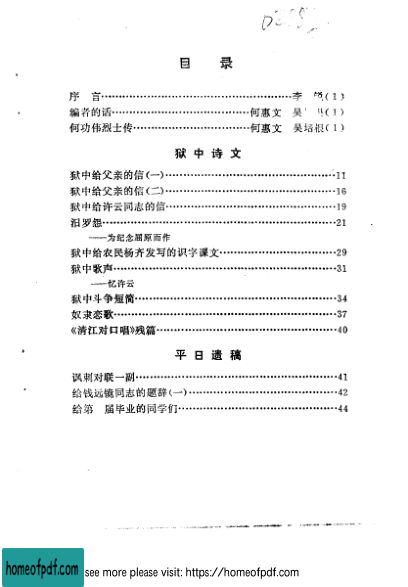 目 录
序 言……李 锐(1)
编者的话……何惠文 吴 (1)
何功伟烈士传……何惠文 吴培根(1)
狱中诗文
狱中给父亲的信(一)……11
狱中给父亲的信(二)……16
狱中给许云同志的信……19
汨罗怨……21
——为纪念屈原而作
狱中给农民杨齐发写的识字课文……29
狱中歌声……31
——忆许云
狱中斗争短简……34
奴隶恋歌……37
《清江对口唱》残篇……40
平日遗稿
讽刺对联一副……41
给钱远镜同志的题辞(一)……42
给第 届毕业的同学们……44
homeofpdf.com
see more please visit: https://homeofpdf.com